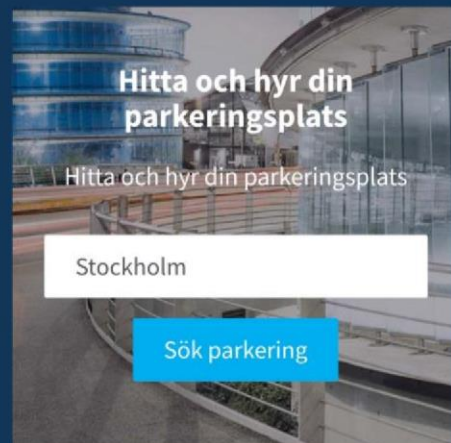 Hitta och hyr din
parkeringsplats
Hitta och hyr din parkeringsplats
Stockholm
Sök parkering